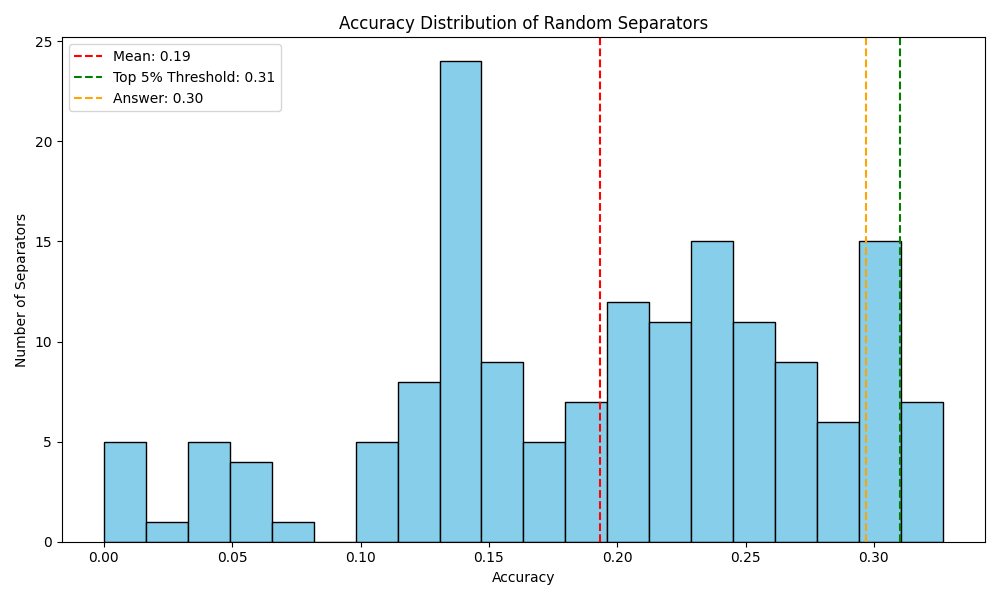 Accuracy Distribution of Random Separators
Mean: 0.19
Top 5% Threshold: 0.31
Answer: 0.30
Number of Separators
25
20
15
10
5
0
0.00 0.05 0.10 0.15 0.20 0.25 0.30
Accuracy